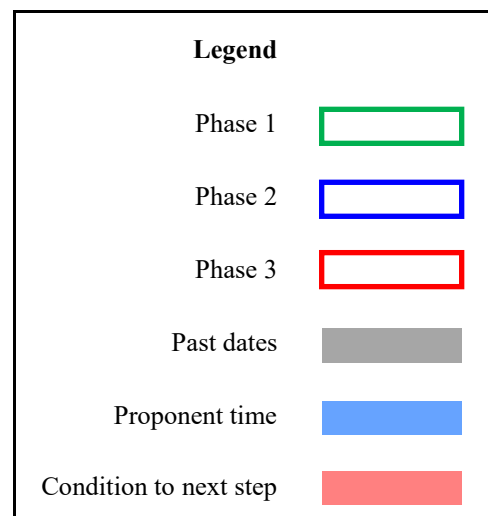 Legend
Phase 1
Phase 2
Phase 3
Past dates
Proponent time
Condition to next step